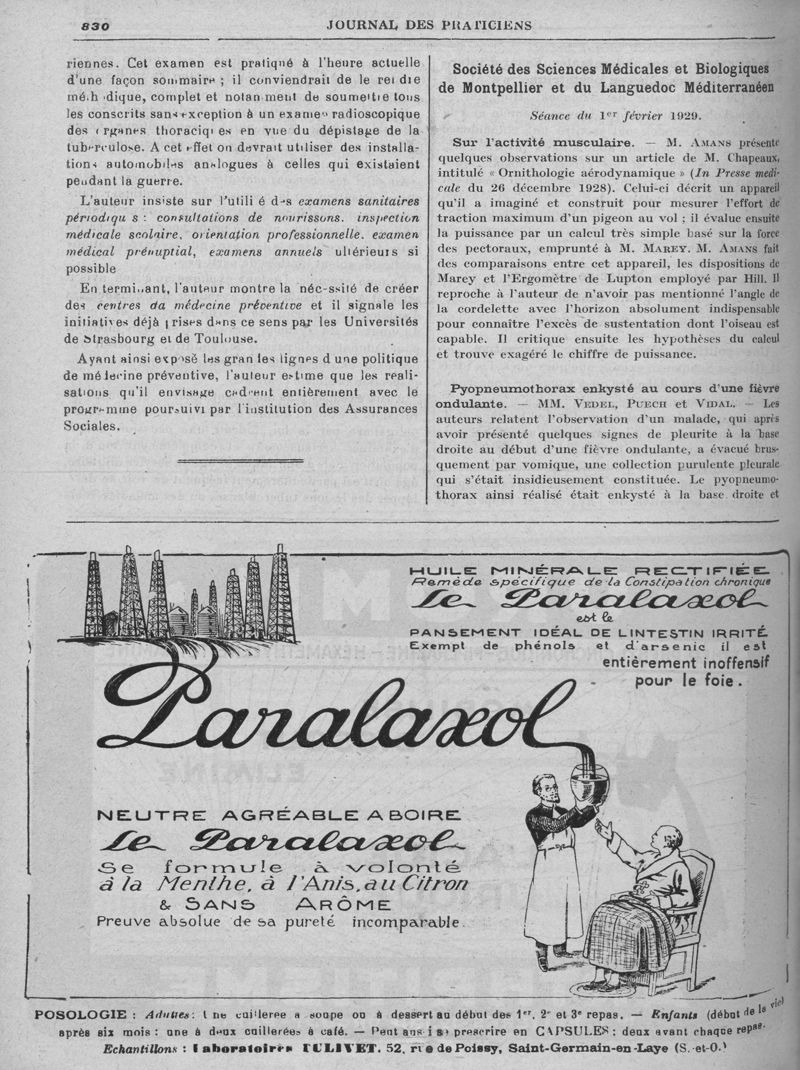 830
JOURNAL DES PRATICIENS
riennes. Cet examen est pratiqué à l'heure actuelle
d'une façon sommaire ; il conviendrait de le rendre
méthodique, complet et notamment de soumettre tous
les conscrits sans exception à un examen radioscopique
des organes thoraciques en vue du dépistage de la
tuberculose. A cet effet on devrait utiliser des installa-
tions automobiles analogues à celles qui existaient
pendant la guerre.
L'auteur insiste sur l'utilité des examens sanitaires
périodiques : consultations de nourrissons, inspection
médicale scolaire, orientation professionnelle, examen
médical prénuptial, examens annuels ultérieurs si
possible
En terminant, l'auteur montre la nécessité de créer
des centres da médecine préventive et il signale les
initiatives déjà prises dans ce sens par les Universités
de Strasbourg et de Toulouse.
Ayant ainsi exposé les grandes lignes d'une politique
de médecine préventive, l'auteur estime que les reali-
sations qu'il envisage cadrent entièrement avec le
programme poursuivi par l'institution des Assurances
Sociales.
Société des Sciences Médicales et Biologiques
de Montpellier et du Languedoc Méditerranéen
Séance du 1er février 1929.
Sur l'activité musculaire. — M. AMANS présente
quelques observations sur un article de M. Chapeaux,
intitulé « Ornithologie aérodynamique » (In Presse medi-
cale du 26 décembre 1928). Celui-ci décrit un appareil
qu'il a imaginé et construit pour mesurer l'effort de
traction maximum d'un pigeon au vol ; il évalue ensuite
la puissance par un calcul très simple basé sur la force
des pectoraux, emprunté à M. MAREY. M. AMANS fait
des comparaisons entre cet appareil, les dispositions de
Marey et l'Ergomètre de Lupton employé par Hill. Il
reproche à l'auteur de n'avoir pas mentionné l'angle de
la cordelette avec l'horizon absolument indispensable
pour connaître l'excès de sustentation dont l'oiseau est
capable. Il critique ensuite les hypothèses du calcul
et trouve exagéré le chiffre de puissance.
Pyopneumothorax enkysté au cours d'une fièvre
ondulante. — MM. VEDEL, PUECH et VIDAL. — Les
auteurs relatent l'observation d'un malade, qui après
avoir présenté quelques signes de pleurite à la base
droite au début d'une fièvre ondulante, a évacué brus-
quement par vomique, une collection purulente pleurale
qui s'était insidieusement constituée. Le pyopneumo-
thorax ainsi réalisé était enkysté à la base droite et
HUILE MINÉRALE RECTIFIÉE
Remède spécifique de la Constipation chronique
Le Paralaxol
est le
PANSEMENT IDÉAL DE L'INTESTIN IRRITÉ
Exempt de phénols et d'arsenic il est
entièrement inoffensif
pour le foie.
Paralaxol
NEUTRE AGRÉABLE A BOIRE
Le Paralaxol
Se formule à volonté
à la Menthe, à l'Anis, au Citron
& SANS ARÔME
Preuve absolue de sa pureté incomparable.
POSOLOGIE : Adultes : Une cuillerée à soupe ou à dessert au début des 1er, 2e et 3e repas. — Enfants (début de la vie)
après six mois : une à deux cuillerées à café. — Peut aussi se prescrire en CAPSULES : deux avant chaque repas.
Echantillons : Laboratoires TULIVET. 52, rue de Poissy, Saint-Germain-en-Laye (S.-et-O.)